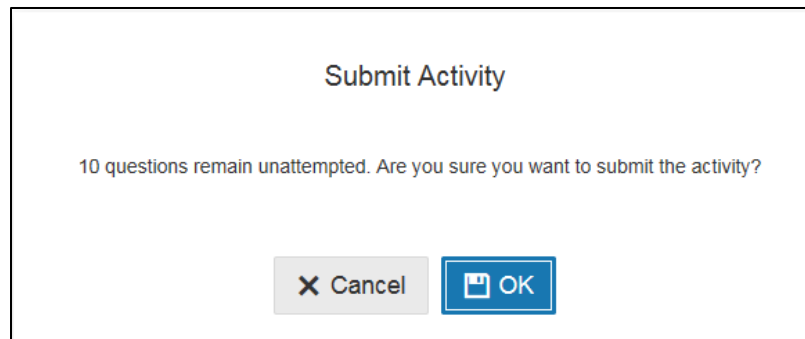 Submit Activity
10 questions remain unattempted. Are you sure you want to submit the activity?
Cancel
OK